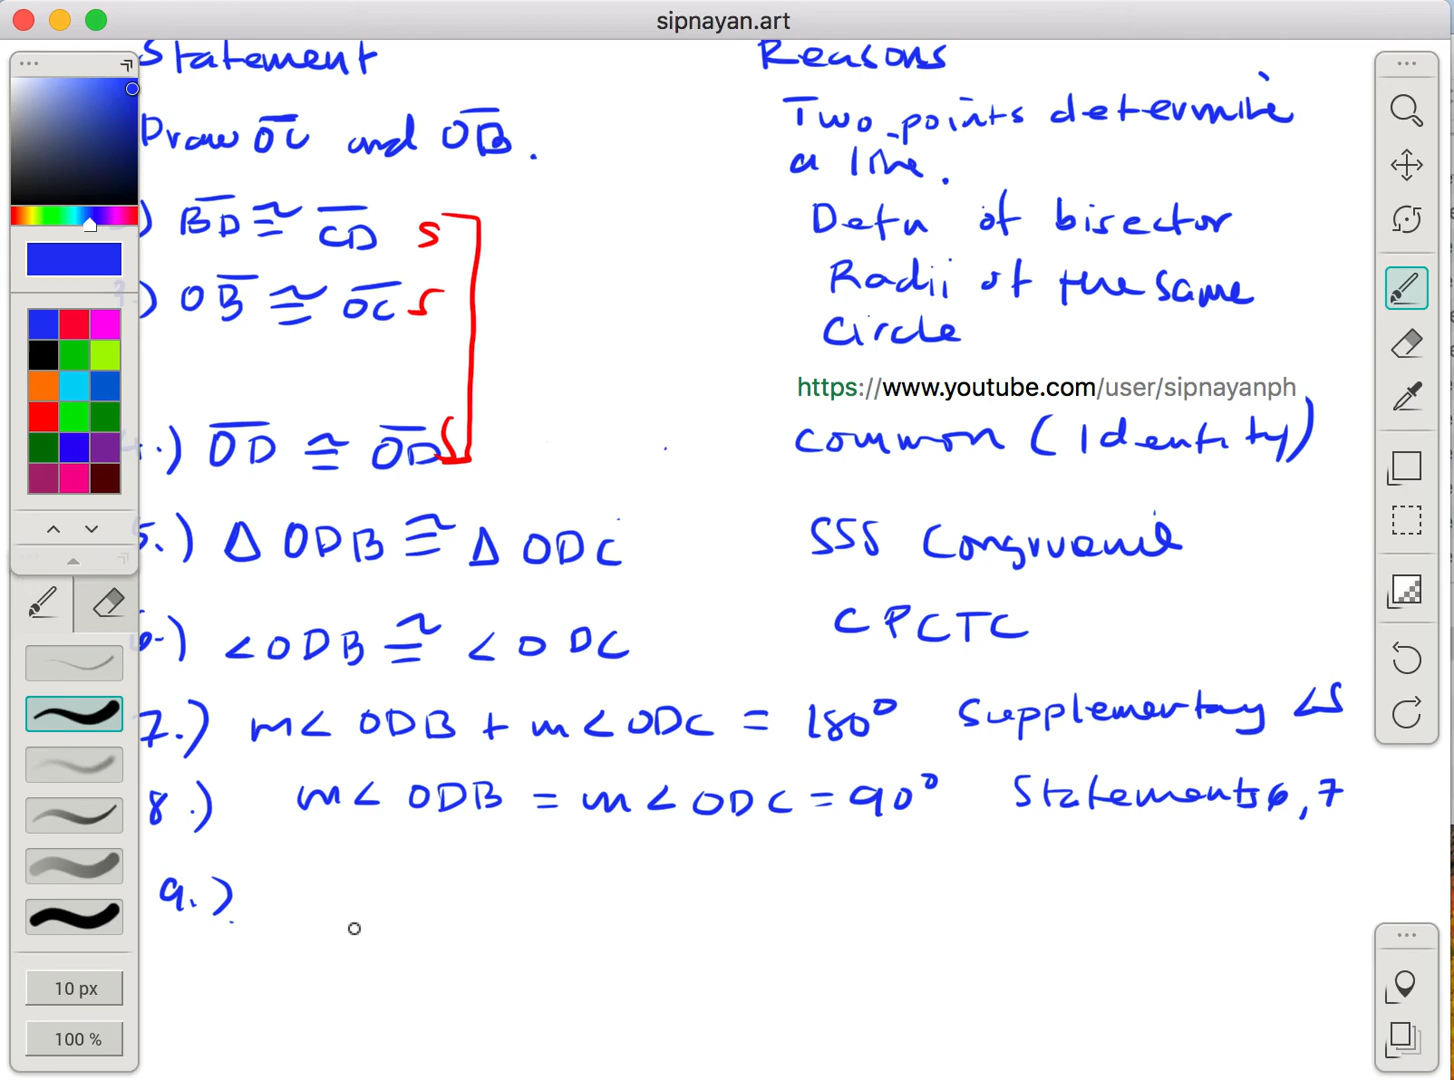 sipnayan.art
Statement Reasons
Draw OC and OB. Two points determine
a line.
) BD ≅ CD S Defn of bisector
3.) OB ≅ OC S Radii of the same
Circle
https://www.youtube.com/user/sipnayanph
4.) OD ≅ OD S common (Identity)
5.) Δ ODB ≅ Δ ODC SSS Congruence
6.) <ODB ≅ <ODC CPCTC
7.) m< ODB + m<ODC = 180° Supplementary <s
8.) m< ODB = m<ODC = 90° Statements 6, 7
9.)
10 px
100 %